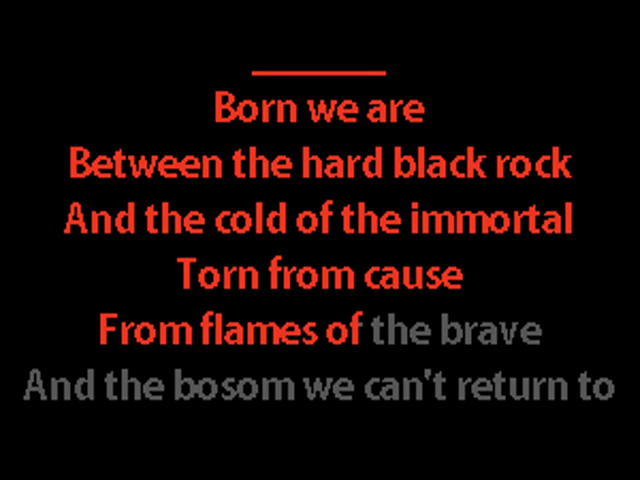 Born we are
Between the hard black rock
And the cold of the immortal
Torn from cause
From flames of the brave
And the bosom we can't return to